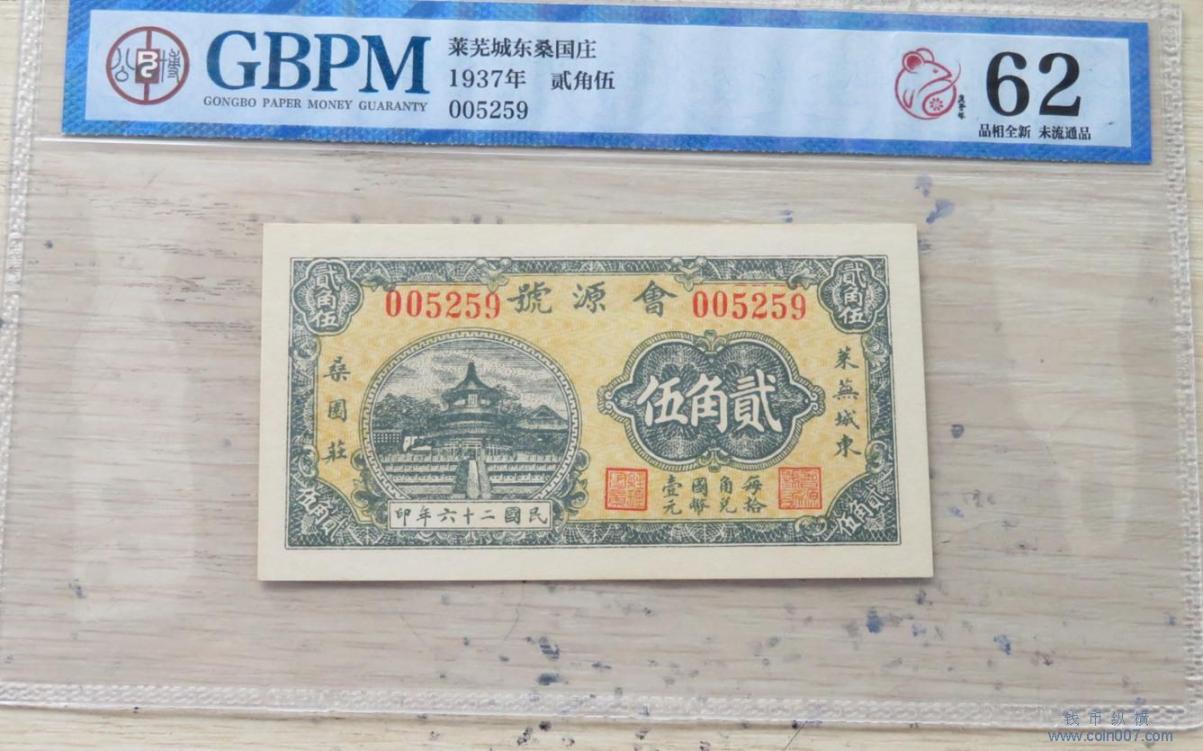 公博
GBPM
GONGBO PAPER MONEY GUARANTY
莱芜城东桑国庄
1937年 贰角伍
005259
62
品相全新 未流通品
貳角伍
貳角伍
005259
號源會
005259
桑園莊
伍角貳
萊蕪城東
每拾角兌國幣壹元
印年六十二國民
伍角貳
伍角貳
钱币纵横
www.coin007.com